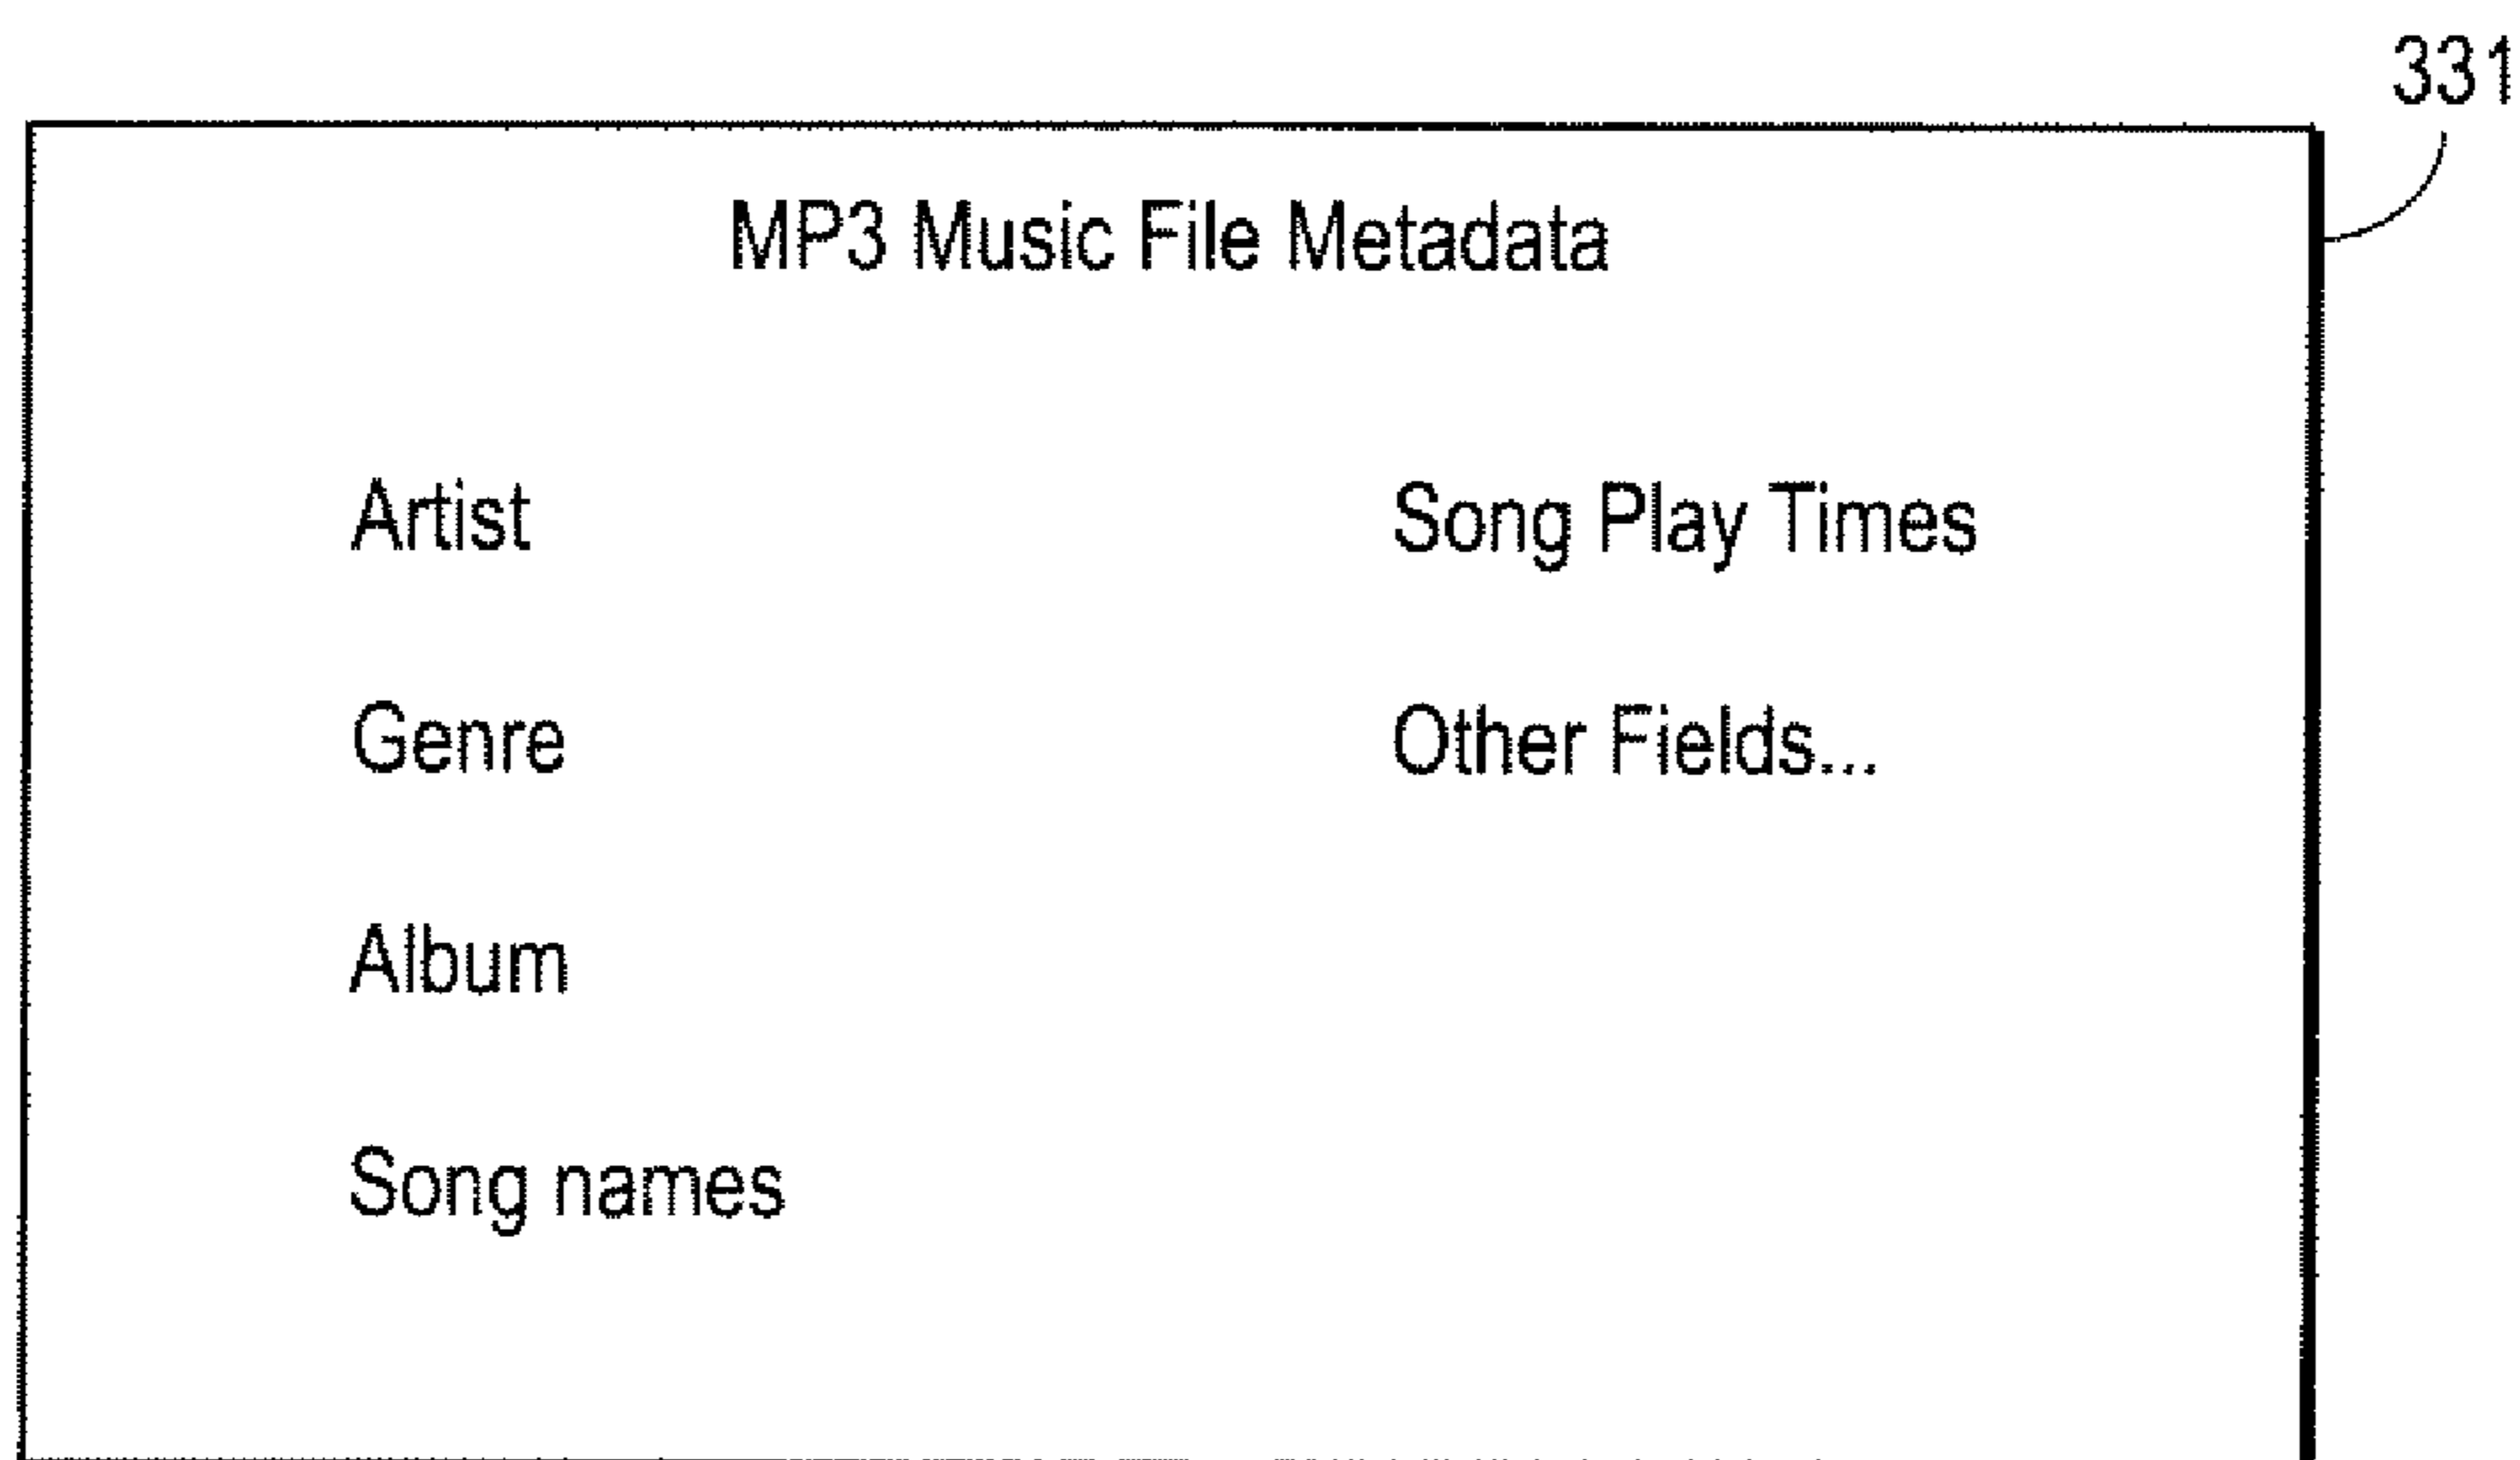 331
MP3 Music File Metadata
Artist
Genre
Album
Song names
Song Play Times
Other Fields...